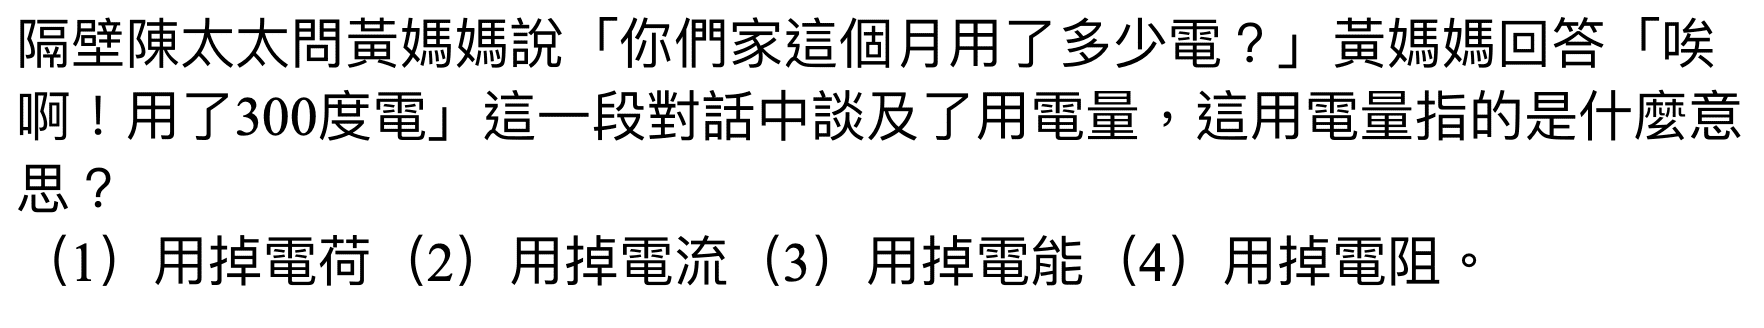 隔壁陳太太問黃媽媽說「你們家這個月用了多少電？」黃媽媽回答「唉
啊！用了300度電」這一段對話中談及了用電量，這用電量指的是什麼意
思？
（1）用掉電荷（2）用掉電流（3）用掉電能（4）用掉電阻。